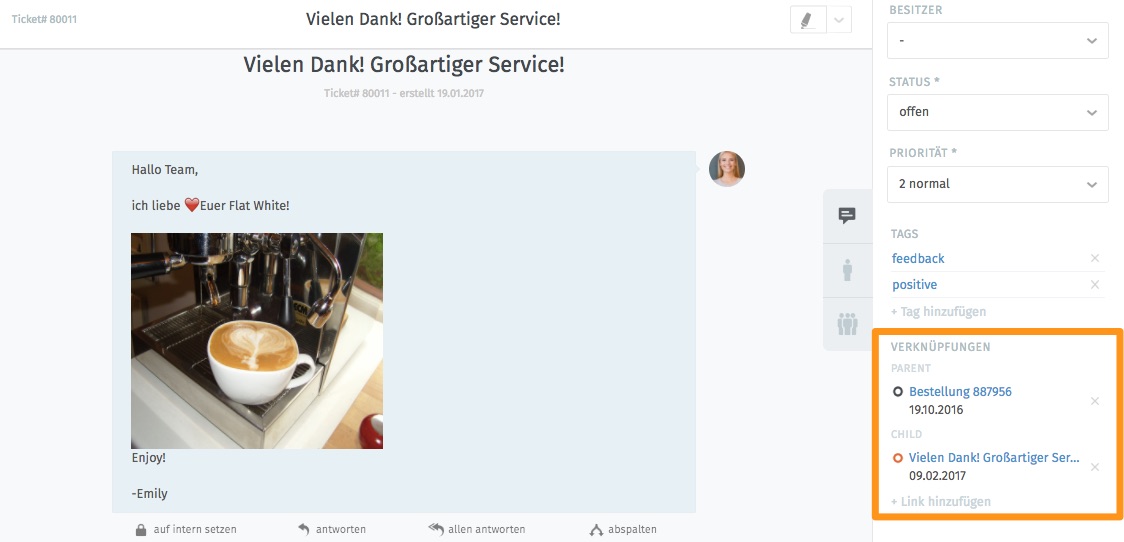 Ticket# 80011
Vielen Dank! Großartiger Service!
Vielen Dank! Großartiger Service!
Ticket# 80011 - erstellt 19.01.2017
Hallo Team,
ich liebe ❤️Euer Flat White!
Enjoy!
-Emily
auf intern setzen
antworten
allen antworten
abspalten
BESITZER
-
STATUS *
offen
PRIORITÄT *
2 normal
TAGS
feedback
positive
+ Tag hinzufügen
VERKNÜPFUNGEN
PARENT
Bestellung 887956
19.10.2016
CHILD
Vielen Dank! Großartiger Ser...
09.02.2017
+ Link hinzufügen